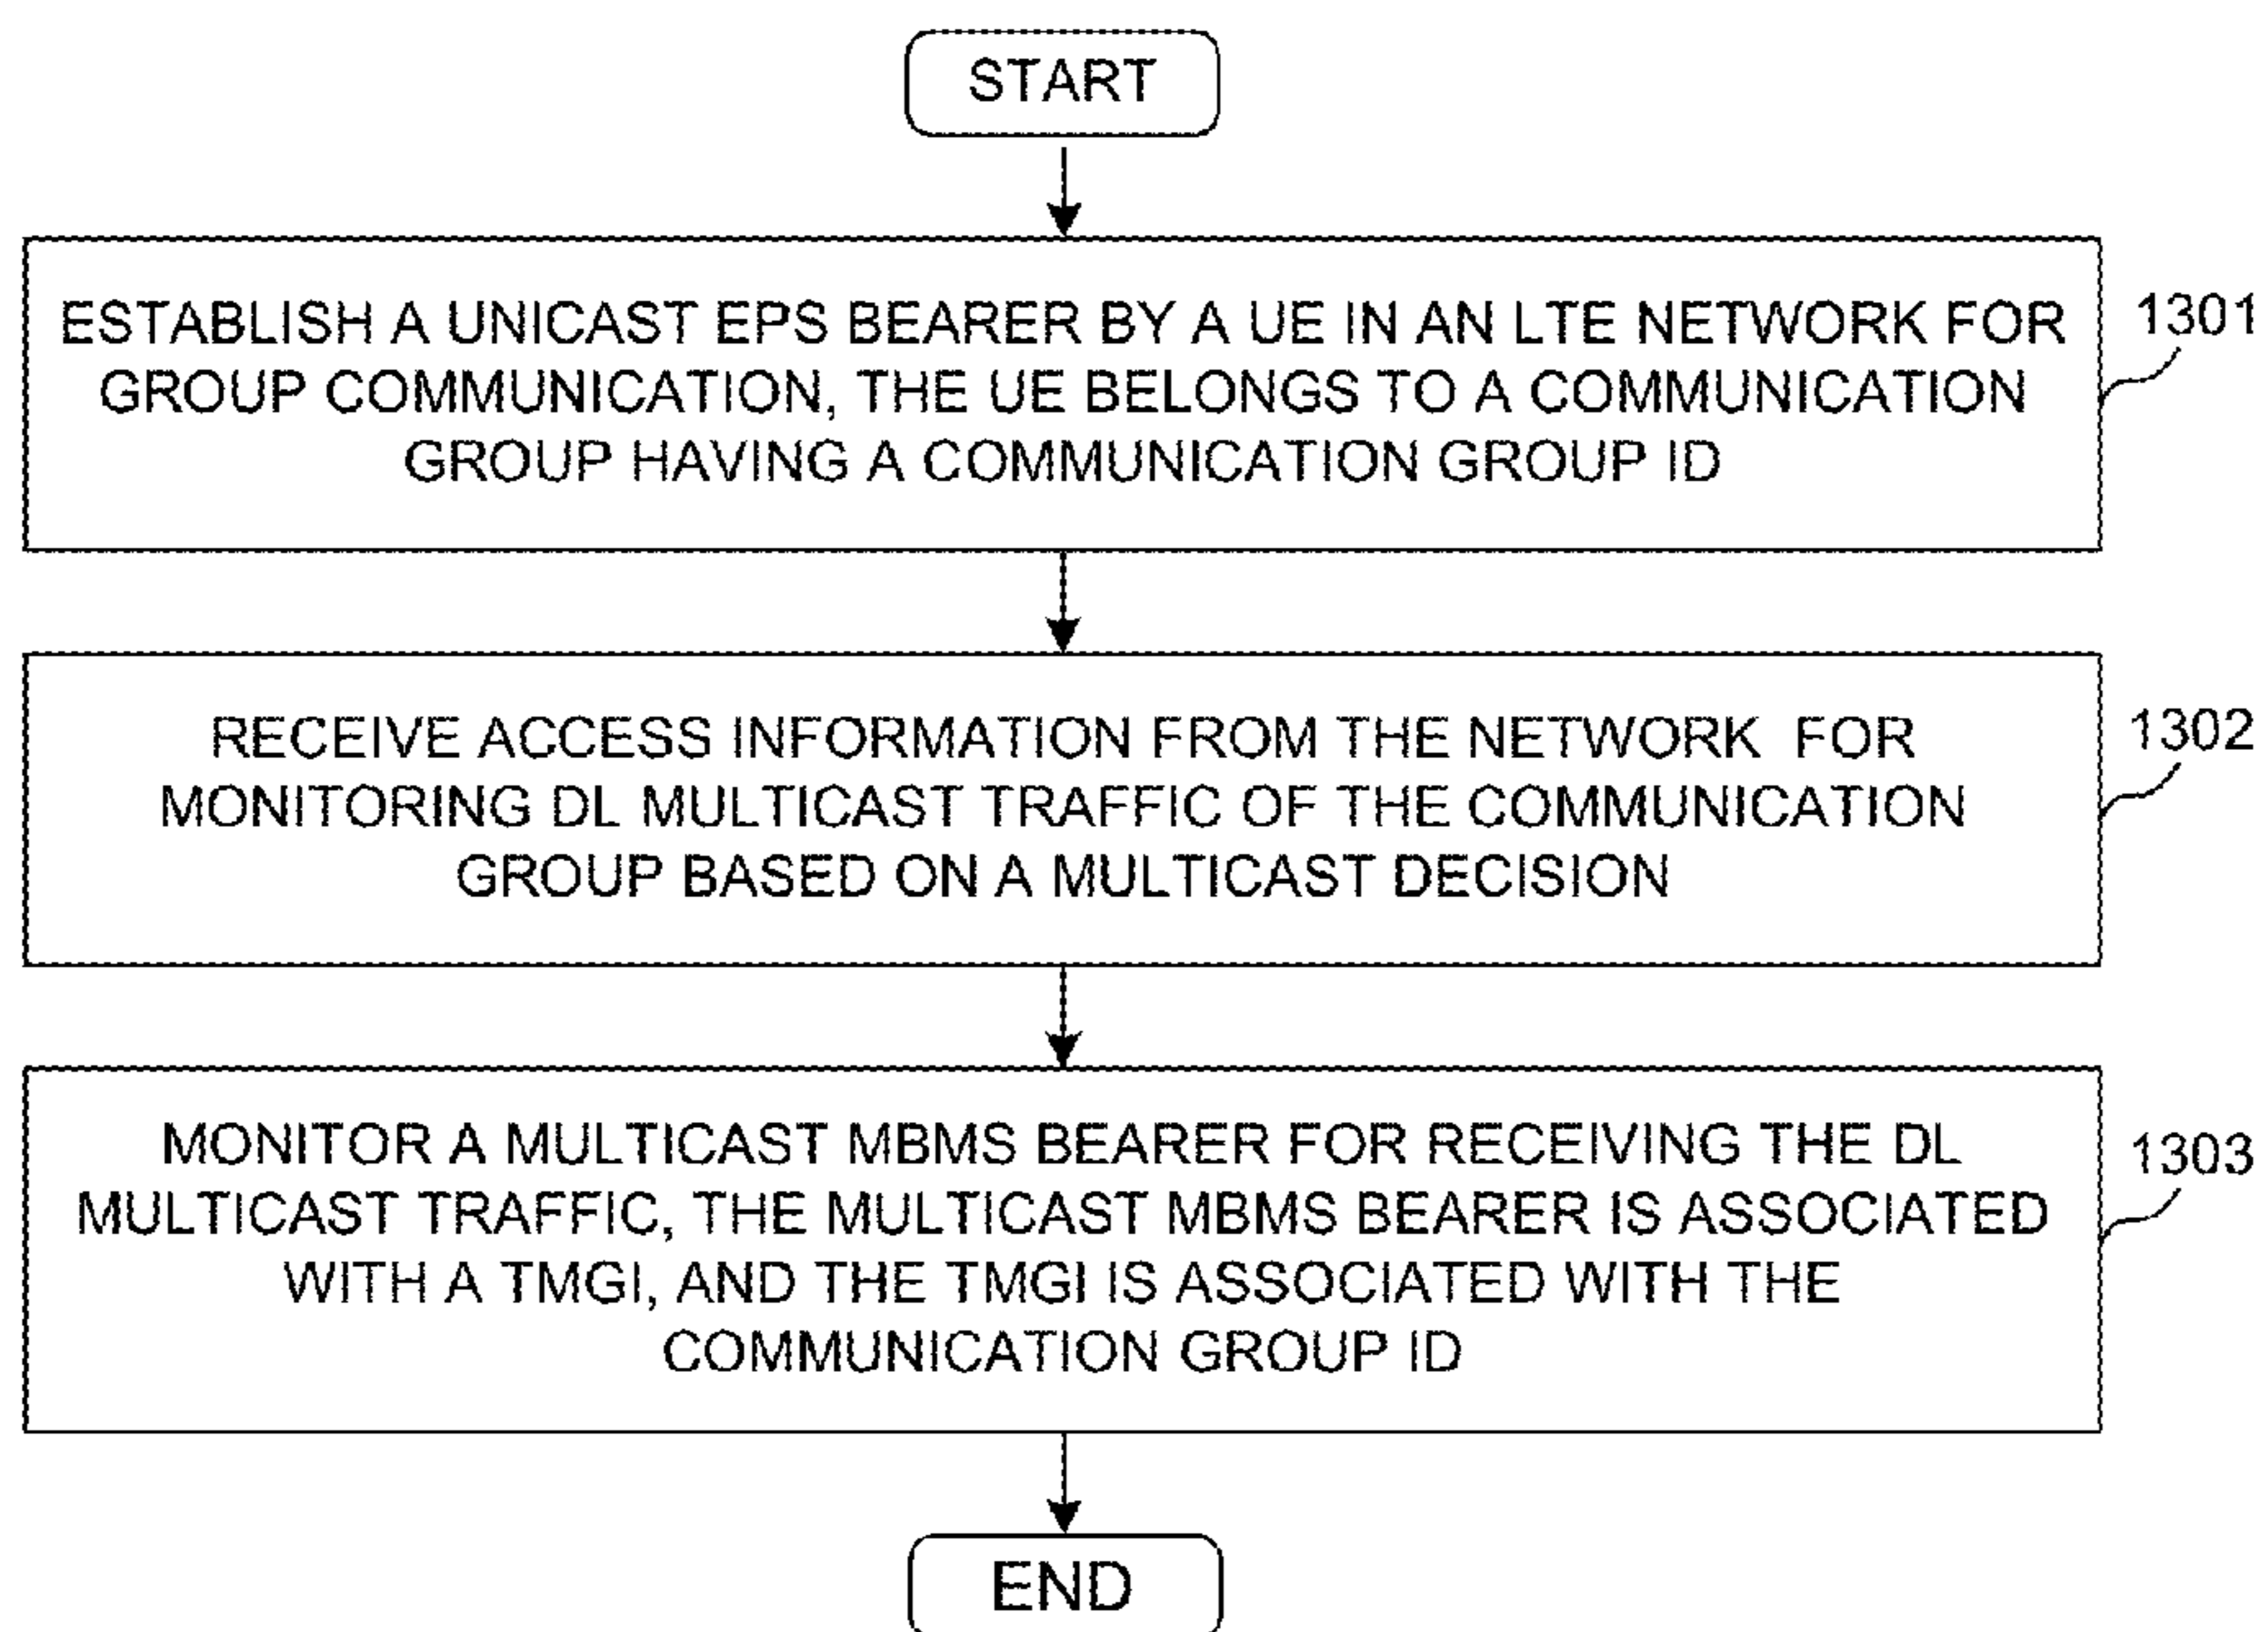 START
ESTABLISH A UNICAST EPS BEARER BY A UE IN AN LTE NETWORK FOR
GROUP COMMUNICATION, THE UE BELONGS TO A COMMUNICATION
GROUP HAVING A COMMUNICATION GROUP ID
1301
RECEIVE ACCESS INFORMATION FROM THE NETWORK FOR
MONITORING DL MULTICAST TRAFFIC OF THE COMMUNICATION
GROUP BASED ON A MULTICAST DECISION
1302
MONITOR A MULTICAST MBMS BEARER FOR RECEIVING THE DL
MULTICAST TRAFFIC, THE MULTICAST MBMS BEARER IS ASSOCIATED
WITH A TMGI, AND THE TMGI IS ASSOCIATED WITH THE
COMMUNICATION GROUP ID
1303
END